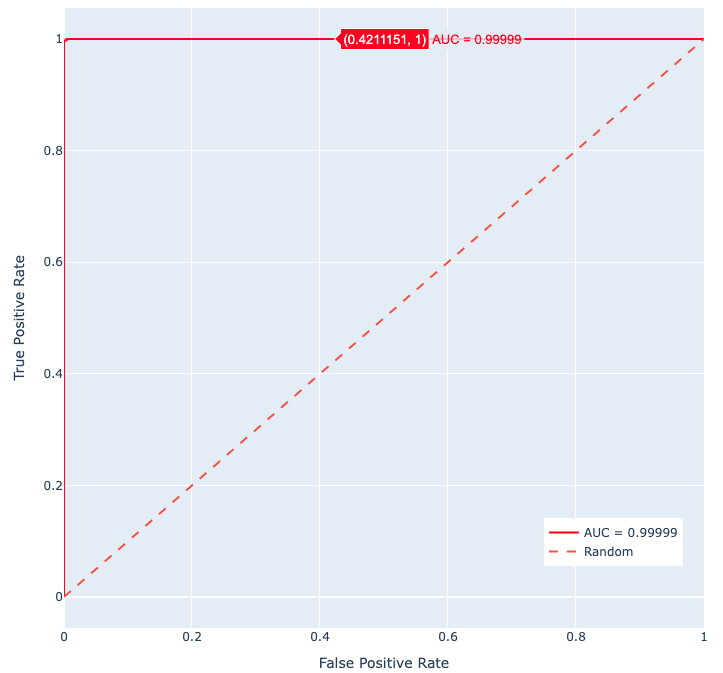 1
(0.4211151, 1) AUC = 0.99999
0.8
0.6
0.4
0.2
0
True Positive Rate
0
0.2
0.4
0.6
0.8
1
False Positive Rate
AUC = 0.99999
Random